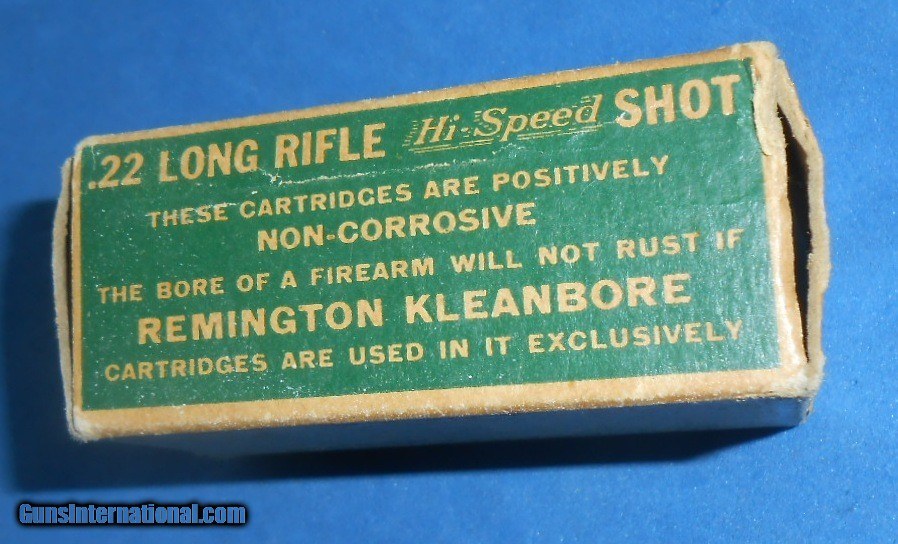 .22 LONG RIFLE Hi-Speed SHOT
THESE CARTRIDGES ARE POSITIVELY
NON-CORROSIVE
THE BORE OF A FIREARM WILL NOT RUST IF
REMINGTON KLEANBORE
CARTRIDGES ARE USED IN IT EXCLUSIVELY
GunsInternational.com